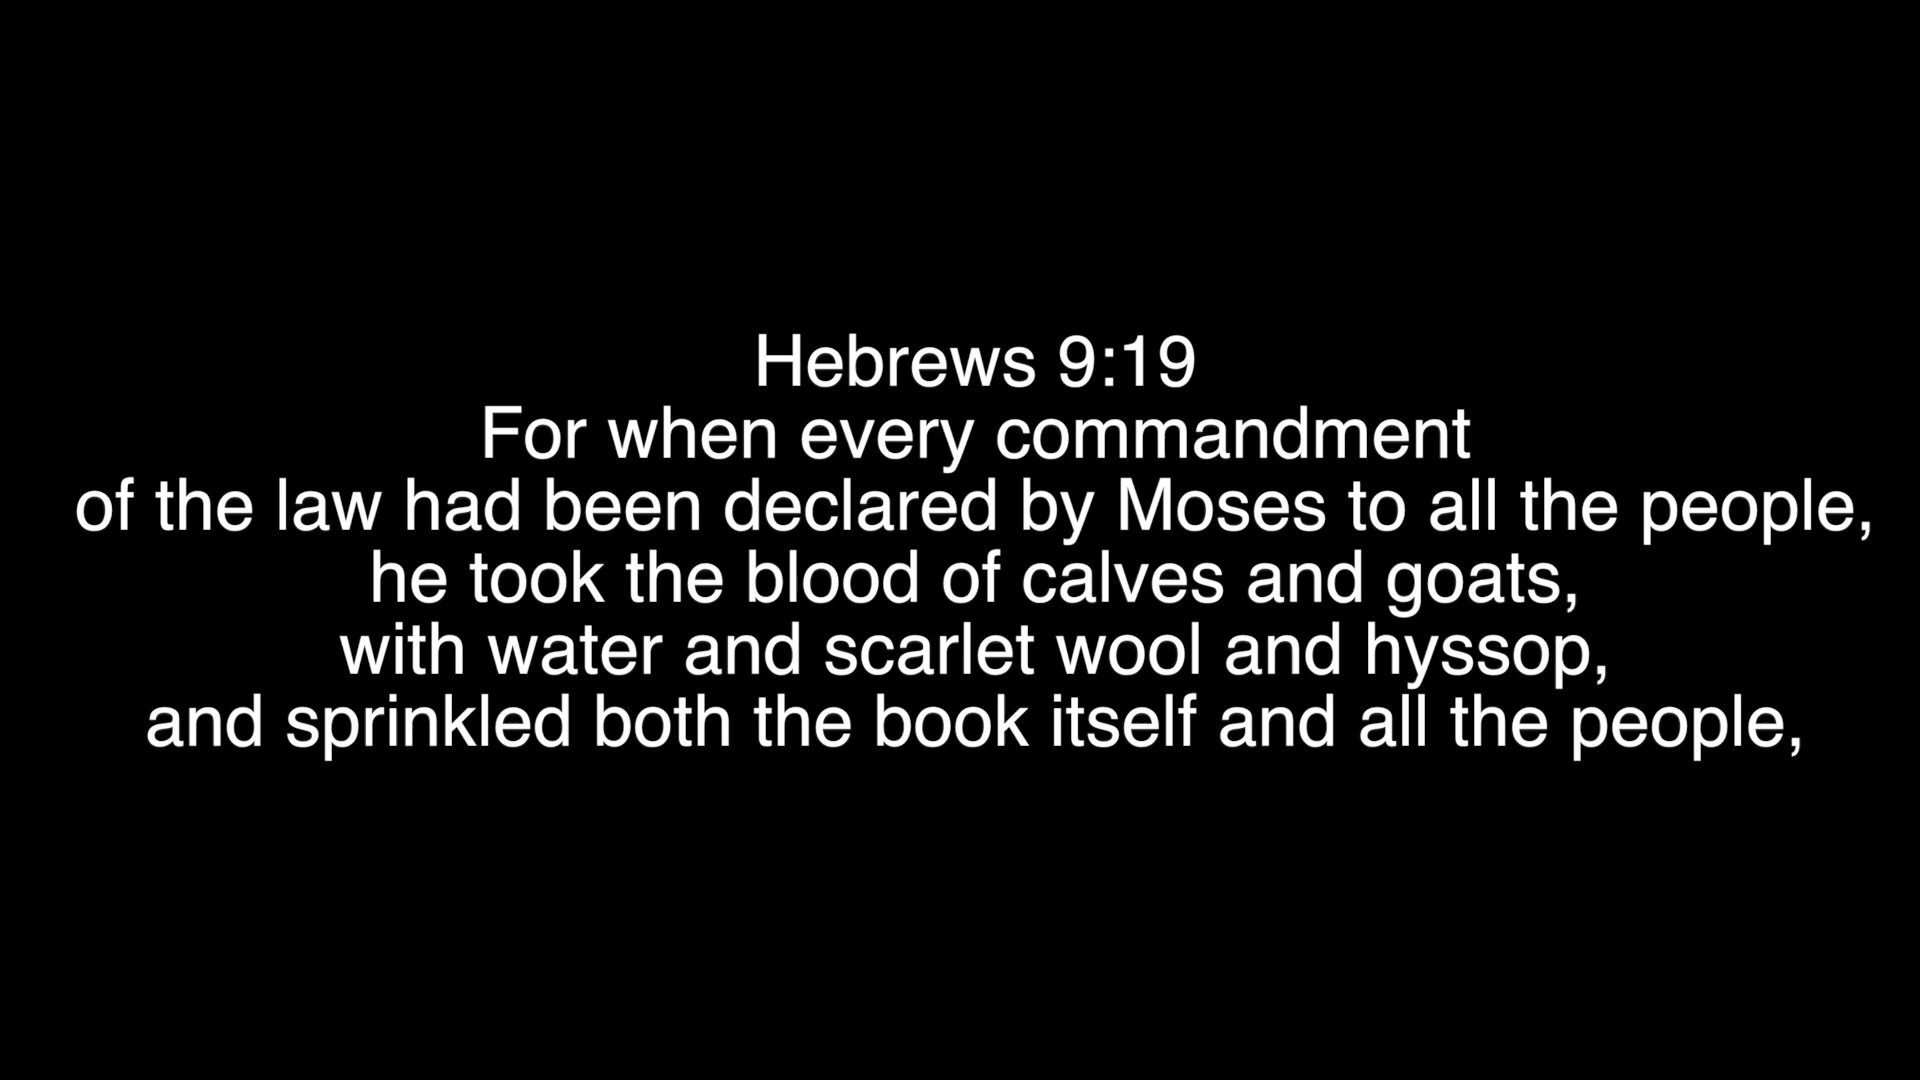 Hebrews 9:19
For when every commandment
of the law had been declared by Moses to all the people,
he took the blood of calves and goats,
with water and scarlet wool and hyssop,
and sprinkled both the book itself and all the people,